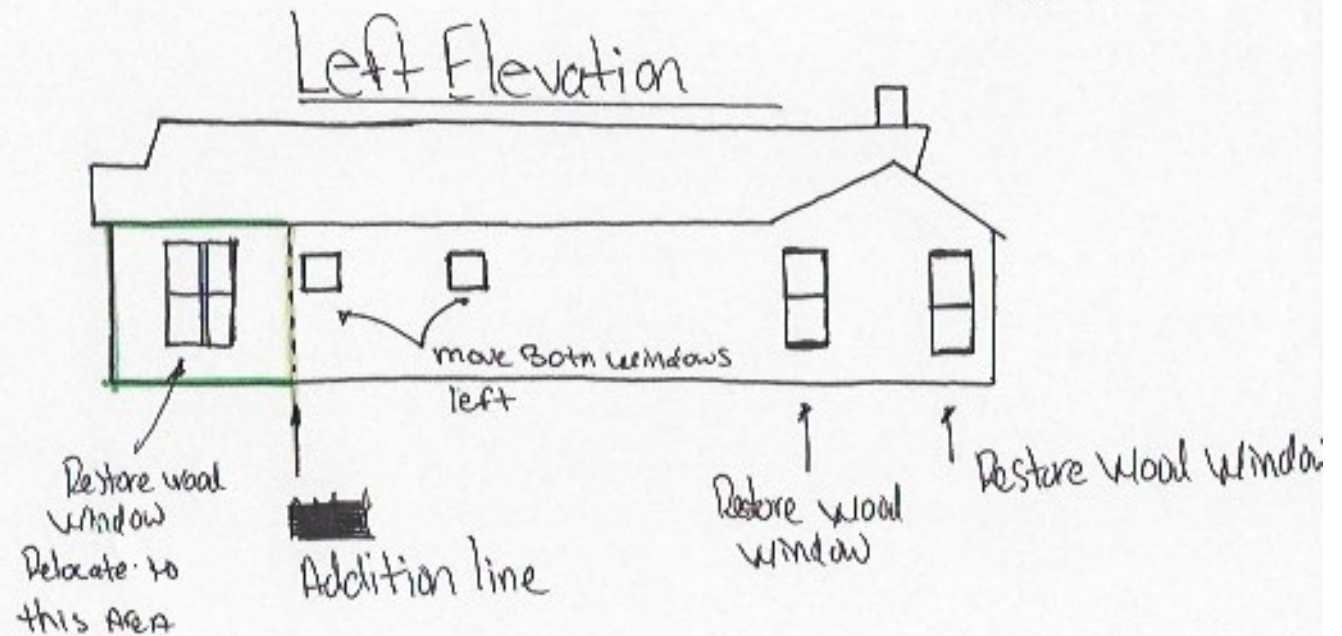 Left Elevation
move Both windows
left
Restore wood
window
Relocate to
this AREA
Addition line
Restore wood
window
Restore Wood Window